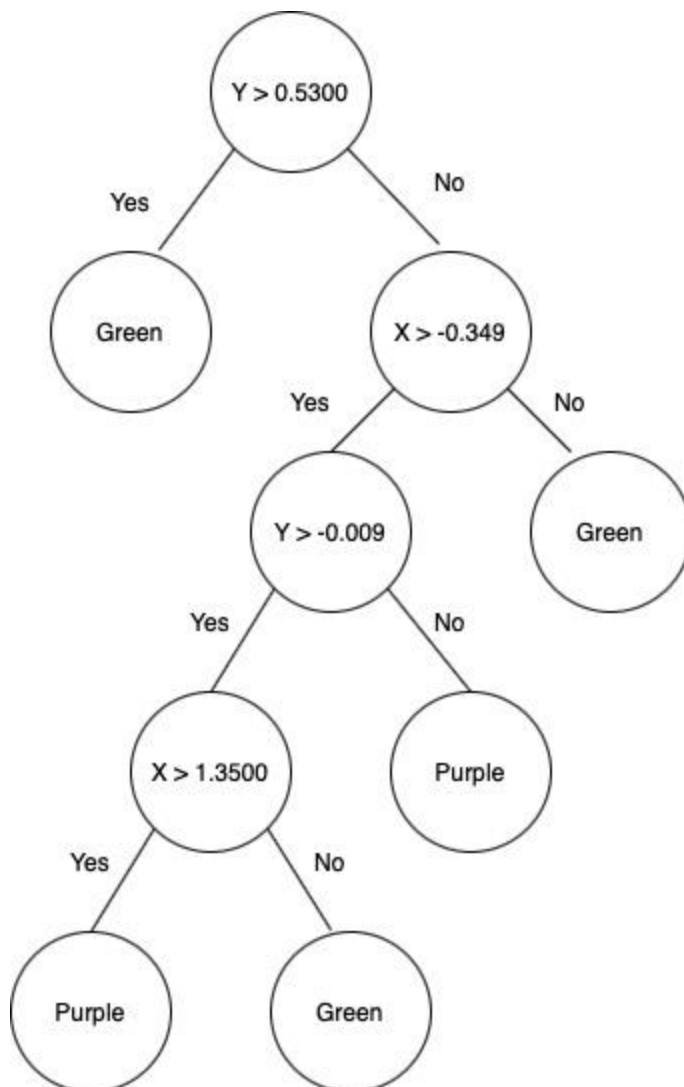 Y > 0.5300
Yes
No
Green
X > -0.349
Yes
No
Y > -0.009
Green
Yes
No
X > 1.3500
Purple
Yes
No
Purple
Green